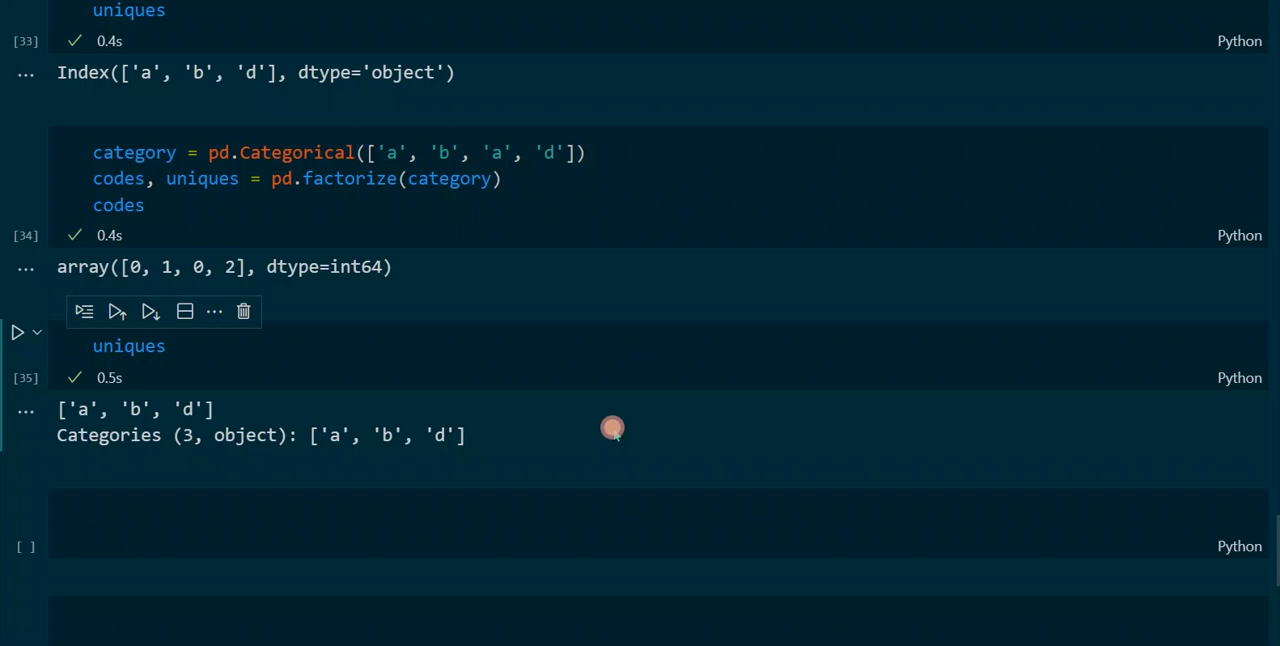 uniques
[33] 0.4s Python
... Index(['a', 'b', 'd'], dtype='object')
category = pd.Categorical(['a', 'b', 'a', 'd'])
codes, uniques = pd.factorize(category)
codes
[34] 0.4s Python
... array([0, 1, 0, 2], dtype=int64)
uniques
[35] 0.5s Python
... ['a', 'b', 'd']
Categories (3, object): ['a', 'b', 'd']
[ ] Python